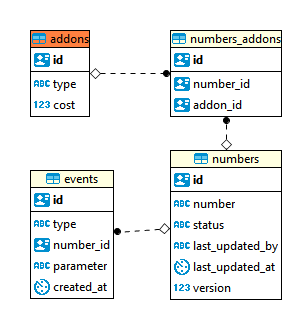 addons
id
ABC type
123 cost
numbers_addons
id
number_id
addon_id
events
id
ABC type
number_id
ABC parameter
created_at
numbers
id
ABC number
ABC status
ABC last_updated_by
last_updated_at
123 version